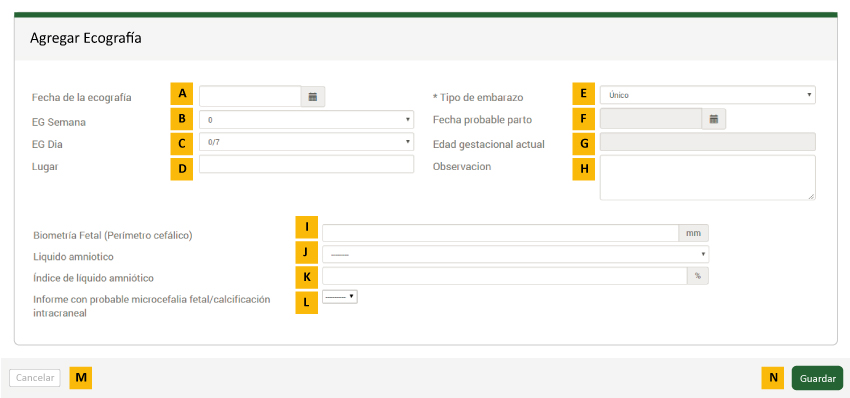 Agregar Ecografía
Fecha de la ecografía A
* Tipo de embarazo E Único
EG Semana B 0
Fecha probable parto F
EG Dia C 0/7
Edad gestacional actual G
Lugar D
Observacion H
Biometría Fetal (Perímetro cefálico) I mm
Liquido amniotico J -------
Índice de líquido amniótico K %
Informe con probable microcefalia fetal/calcificación L -------
intracraneal
Cancelar M
N Guardar